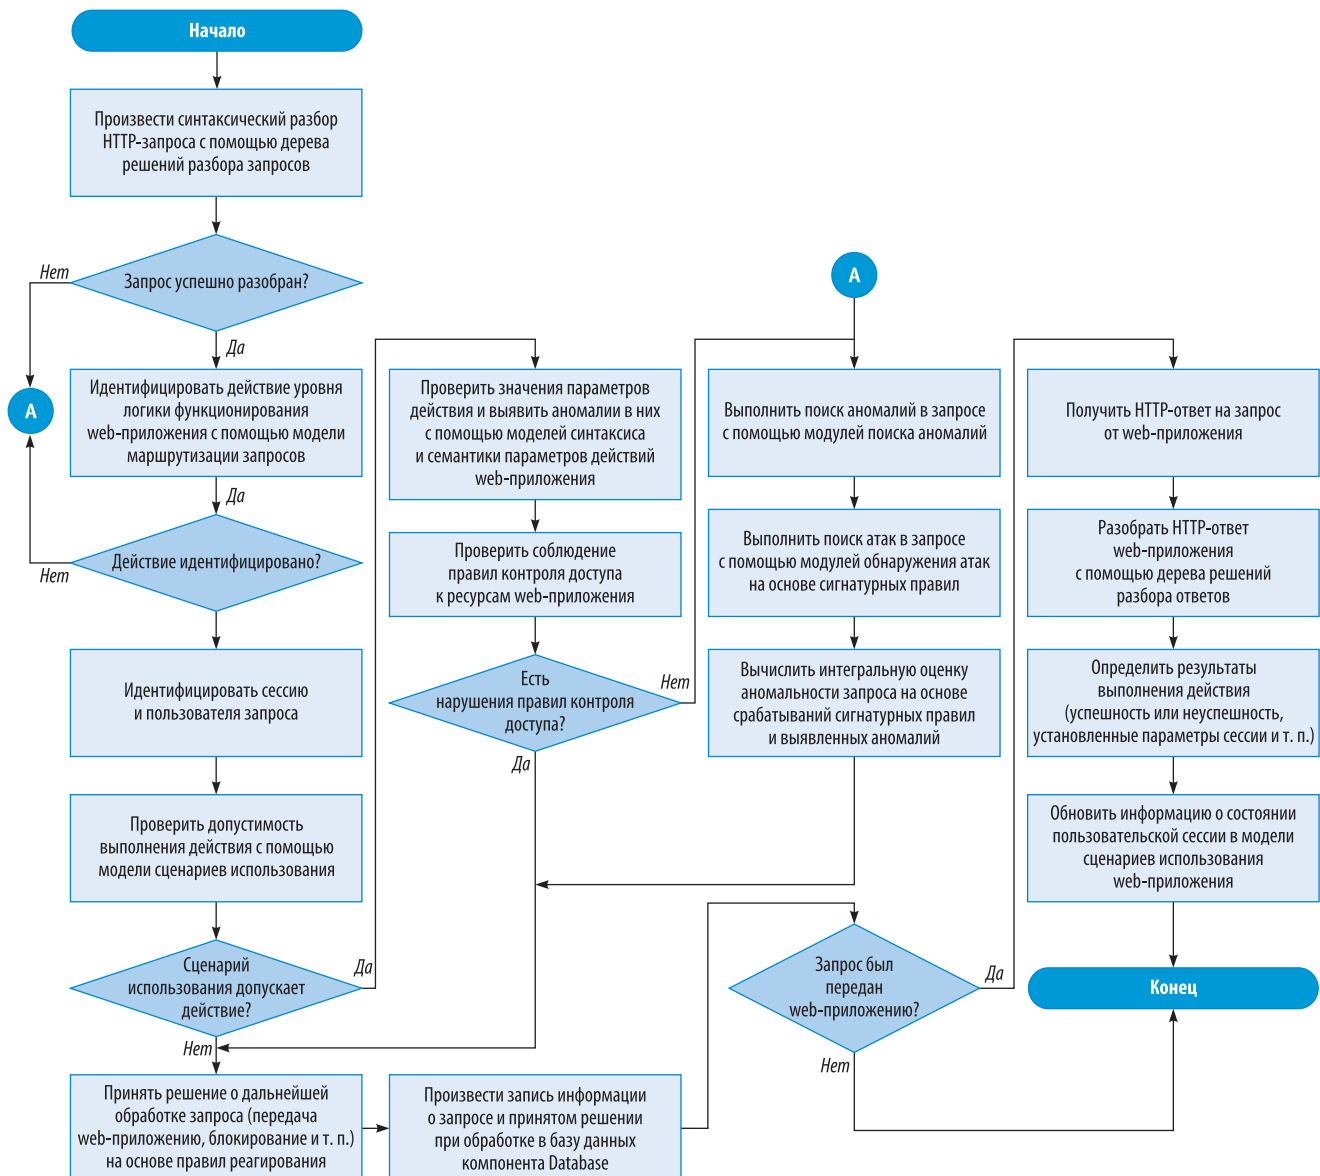 Начало
Произвести синтаксический разбор
HTTP-запроса с помощью дерева
решений разбора запросов
Запрос успешно разобран?
Нет
Да
А
Идентифицировать действие уровня
логики функционирования
web-приложения с помощью модели
маршрутизации запросов
Да
Действие идентифицировано?
Нет
Идентифицировать сессию
и пользователя запроса
Проверить допустимость
выполнения действия с помощью
модели сценариев использования
Сценарий
использования допускает
действие?
Да
Нет
Принять решение о дальнейшей
обработке запроса (передача
web-приложению, блокирование и т. п.)
на основе правил реагирования
Проверить значения параметров
действия и выявить аномалии в них
с помощью моделей синтаксиса
и семантики параметров действий
web-приложения
Проверить соблюдение
правил контроля доступа
к ресурсам web-приложения
Есть
нарушения правил контроля
доступа?
Нет
Да
Произвести запись информации
о запросе и принятом решении
при обработке в базу данных
компонента Database
А
Выполнить поиск аномалий в запросе
с помощью модулей поиска аномалий
Выполнить поиск атак в запросе
с помощью модулей обнаружения атак
на основе сигнатурных правил
Вычислить интегральную оценку
аномальности запроса на основе
срабатываний сигнатурных правил
и выявленных аномалий
Запрос был
передан
web-приложению?
Да
Нет
Получить HTTP-ответ на запрос
от web-приложения
Разобрать HTTP-ответ
web-приложения
с помощью дерева решений
разбора ответов
Определить результаты
выполнения действия
(успешность или неуспешность,
установленные параметры сессии и т. п.)
Обновить информацию о состоянии
пользовательской сессии в модели
сценариев использования
web-приложения
Конец